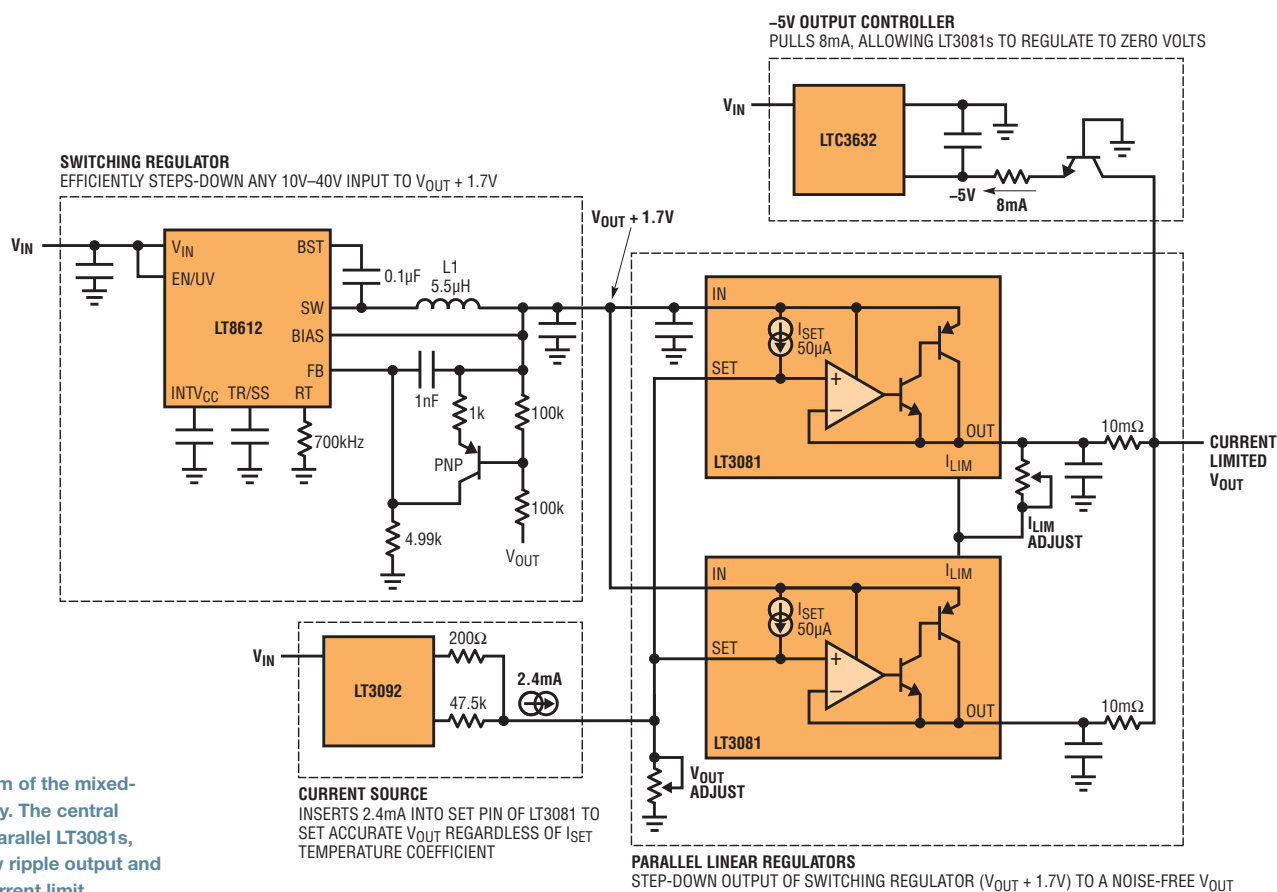 –5V OUTPUT CONTROLLER
PULLS 8mA, ALLOWING LT3081s TO REGULATE TO ZERO VOLTS
VIN
LTC3632
–5V
8mA
SWITCHING REGULATOR
EFFICIENTLY STEPS-DOWN ANY 10V–40V INPUT TO VOUT + 1.7V
VIN
VIN
EN/UV
BST
SW
BIAS
FB
LT8612
INTVCC
TR/SS
RT
0.1µF
L1
5.5µH
1nF
1k
100k
PNP
100k
VOUT
700kHz
4.99k
VOUT + 1.7V
IN
ISET
50µA
SET
+
–
OUT
ILIM
LT3081
10mΩ
CURRENT
LIMITED
VOUT
ILIM
ADJUST
IN
ILIM
ISET
50µA
SET
+
–
OUT
LT3081
10mΩ
VIN
LT3092
200Ω
47.5k
2.4mA
VOUT
ADJUST
CURRENT SOURCE
INSERTS 2.4mA INTO SET PIN OF LT3081 TO
SET ACCURATE VOUT REGARDLESS OF ISET
TEMPERATURE COEFFICIENT
PARALLEL LINEAR REGULATORS
STEP-DOWN OUTPUT OF SWITCHING REGULATOR (VOUT + 1.7V) TO A NOISE-FREE VOUT
of the mixed-
The central
arallel LT3081s,
ripple output and